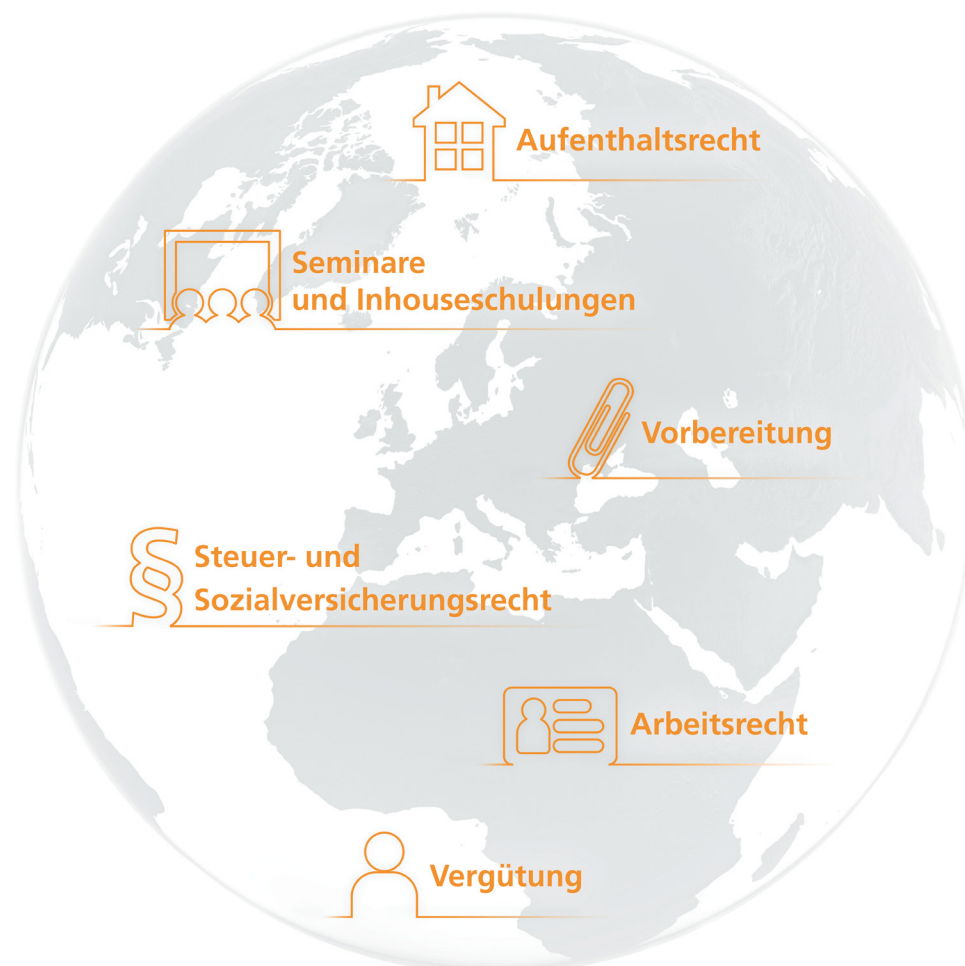 Aufenthaltsrecht
Seminare
und Inhouseschulungen
Vorbereitung
Steuer- und
Sozialversicherungsrecht
Arbeitsrecht
Vergütung